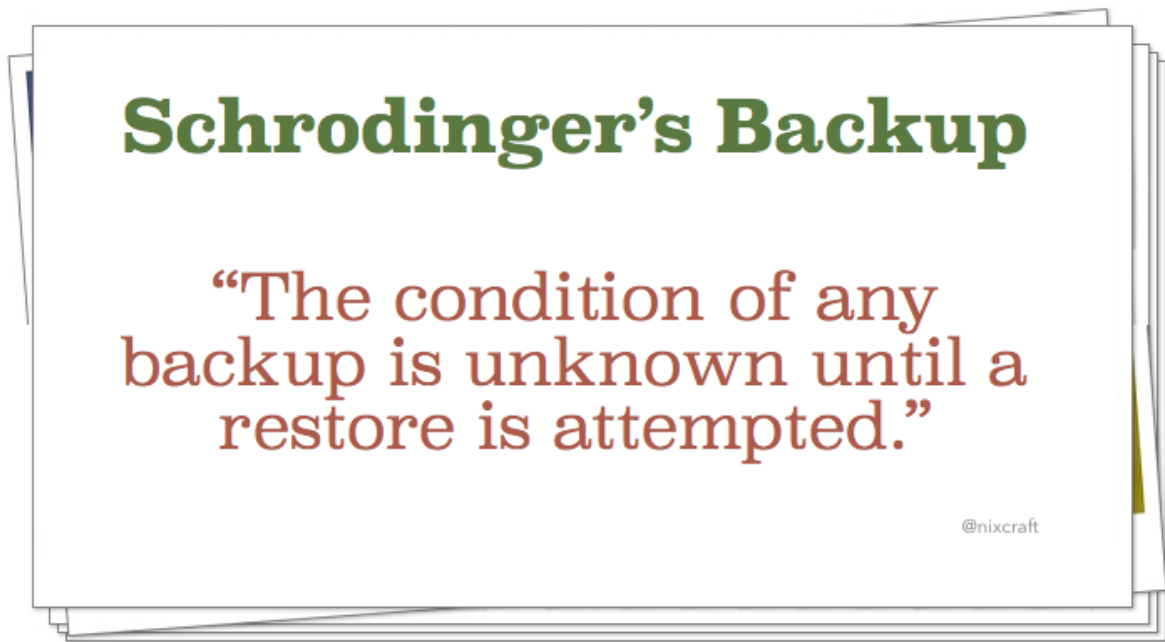 Schrodinger’s Backup
“The condition of any
backup is unknown until a
restore is attempted.”
@nixcraft